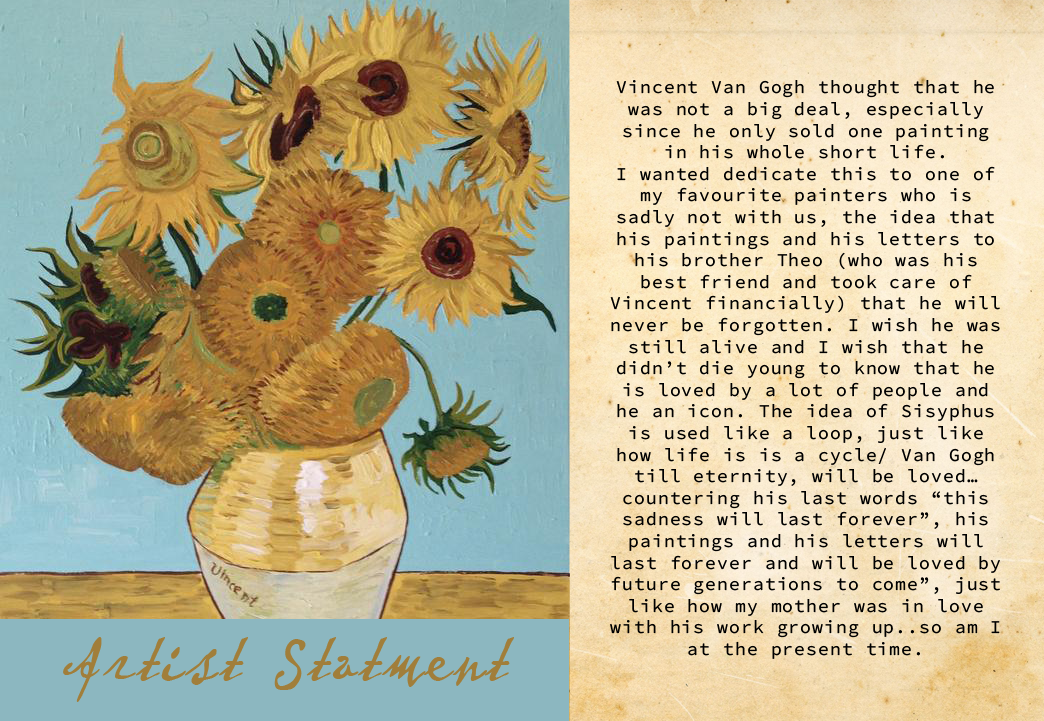 Vincent
Artist Statment
Vincent Van Gogh thought that he
was not a big deal, especially
since he only sold one painting
in his whole short life.
I wanted dedicate this to one of
my favourite painters who is
sadly not with us, the idea that
his paintings and his letters to
his brother Theo (who was his
best friend and took care of
Vincent financially) that he will
never be forgotten. I wish he was
still alive and I wish that he
didn’t die young to know that he
is loved by a lot of people and
he an icon. The idea of Sisyphus
is used like a loop, just like
how life is is a cycle/ Van Gogh
till eternity, will be loved…
countering his last words “this
sadness will last forever”, his
paintings and his letters will
last forever and will be loved by
future generations to come”, just
like how my mother was in love
with his work growing up..so am I
at the present time.